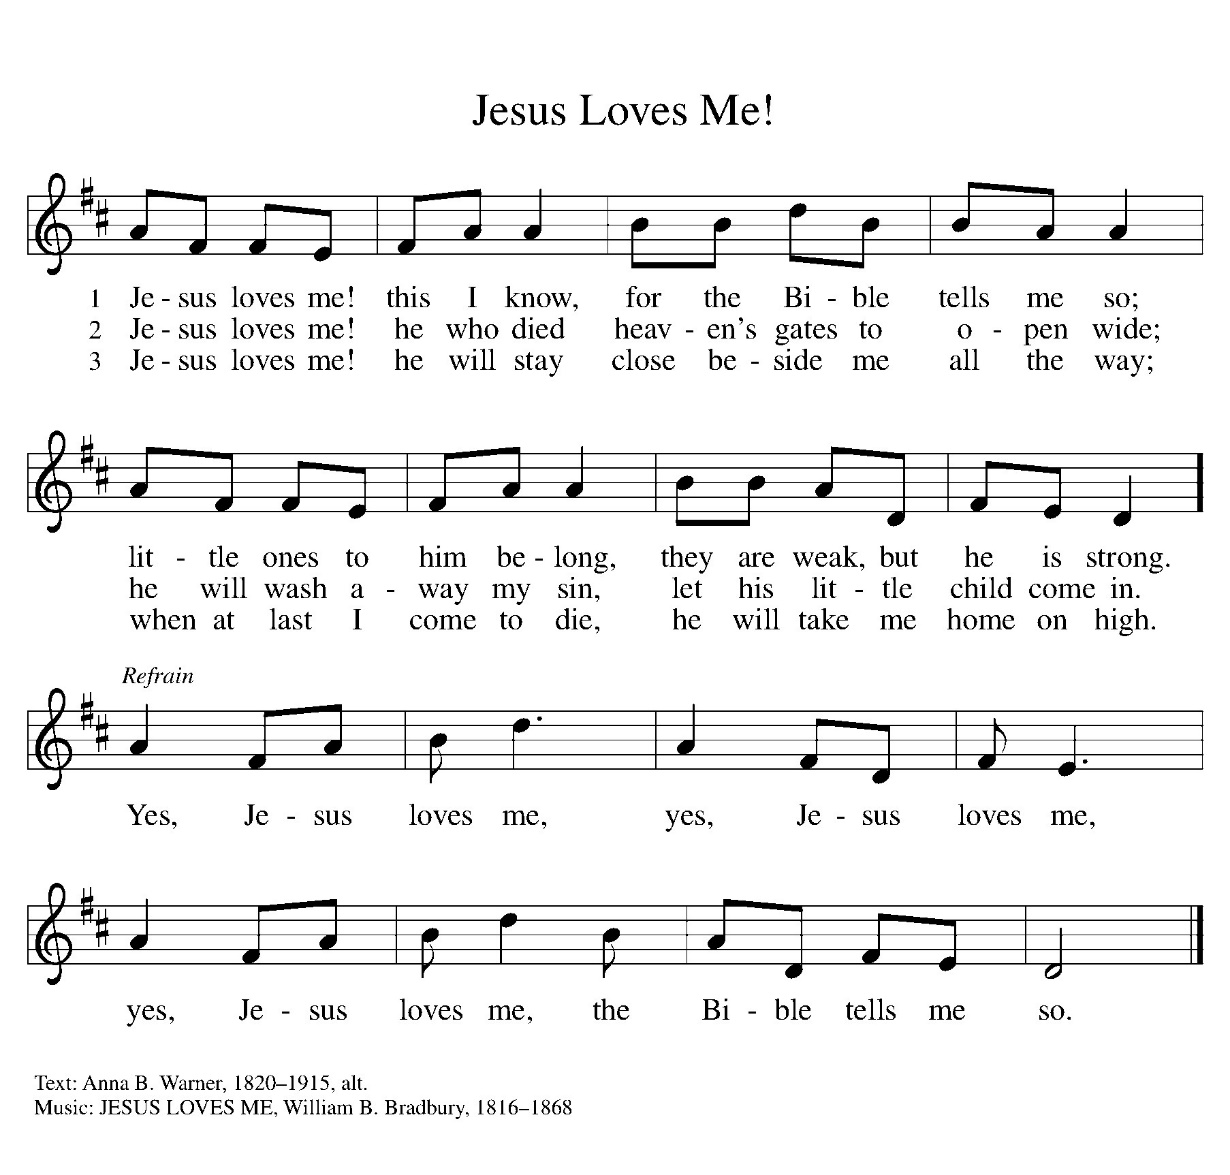 Jesus Loves Me!
1 Je - sus loves me! this I know, for the Bi - ble tells me so;
2 Je - sus loves me! he who died heav - en's gates to o - pen wide;
3 Je - sus loves me! he will stay close be - side me all the way;
lit - tle ones to him be - long, they are weak, but he is strong.
he will wash a - way my sin, let his lit - tle child come in.
when at last I come to die, he will take me home on high.
Refrain
Yes, Je - sus loves me, yes, Je - sus loves me,
yes, Je - sus loves me, the Bi - ble tells me so.
Text: Anna B. Warner, 1820–1915, alt.
Music: JESUS LOVES ME, William B. Bradbury, 1816–1868